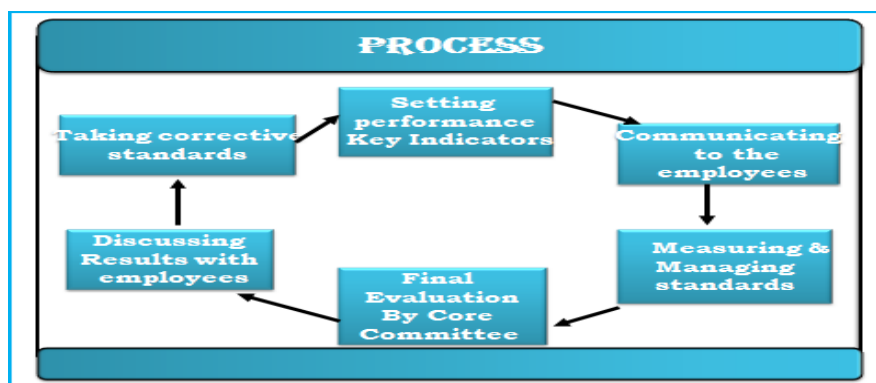 PROCESS
Setting
performance
Key Indicators
Communicating
to the
employees
Measuring &
Managing
standards
Final
Evaluation
By Core
Committee
Discussing
Results with
employees
Taking corrective
standards